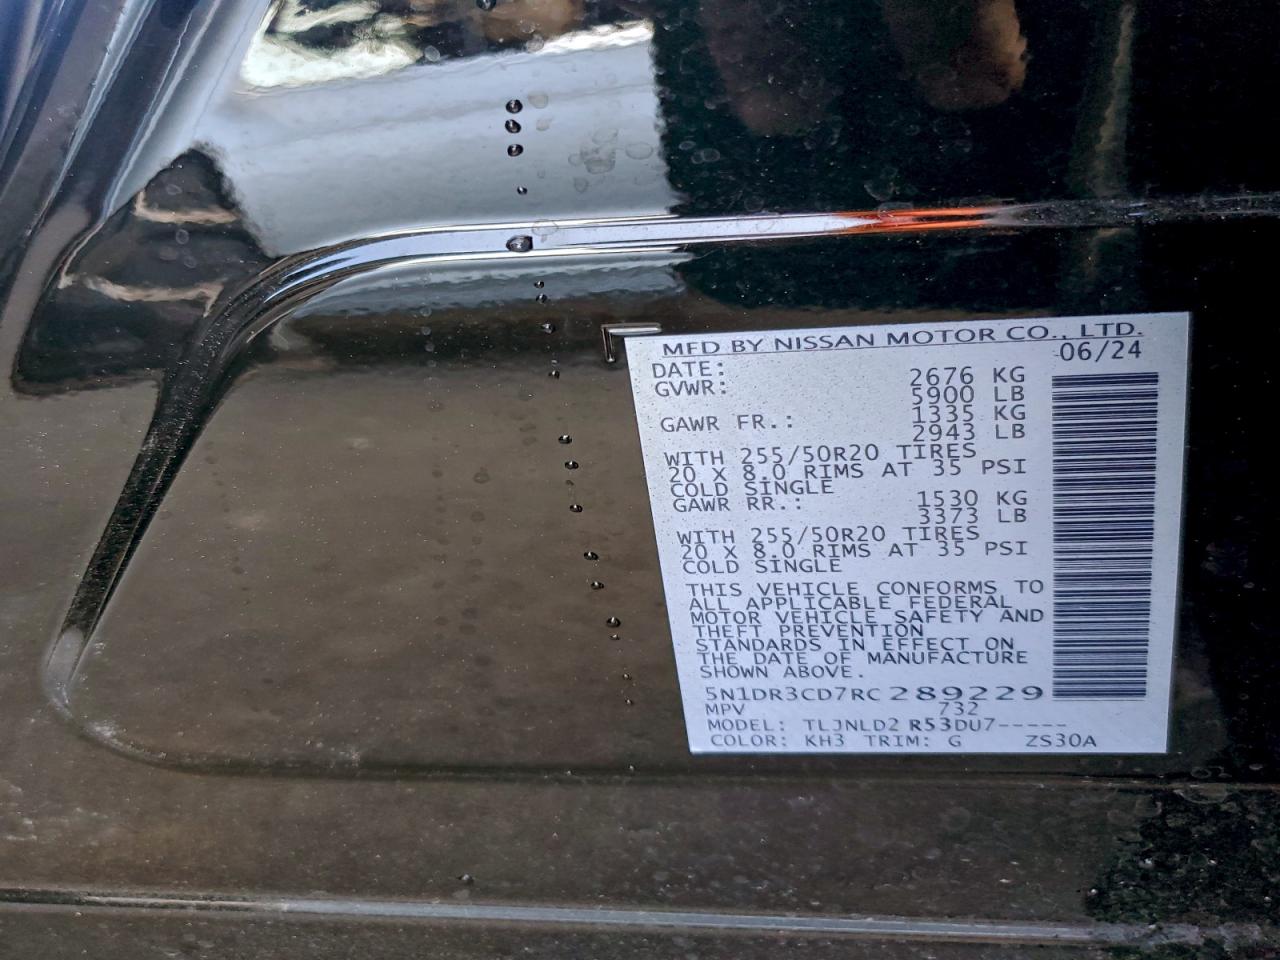 MFD BY NISSAN MOTOR CO., LTD.
DATE: 06/24
GVWR: 2676 KG
5900 LB
GAWR FR.: 1335 KG
2943 LB
WITH 255/50R20 TIRES
20 X 8.0 RIMS AT 35 PSI
COLD SINGLE
GAWR RR.: 1530 KG
3373 LB
WITH 255/50R20 TIRES
20 X 8.0 RIMS AT 35 PSI
COLD SINGLE
THIS VEHICLE CONFORMS TO
ALL APPLICABLE FEDERAL
MOTOR VEHICLE SAFETY AND
THEFT PREVENTION
STANDARDS IN EFFECT ON
THE DATE OF MANUFACTURE
SHOWN ABOVE.
5N1DR3CD7RC289229
MPV 732
MODEL: TLJNLD2 R53DU7-----
COLOR: KH3 TRIM: G ZS30A